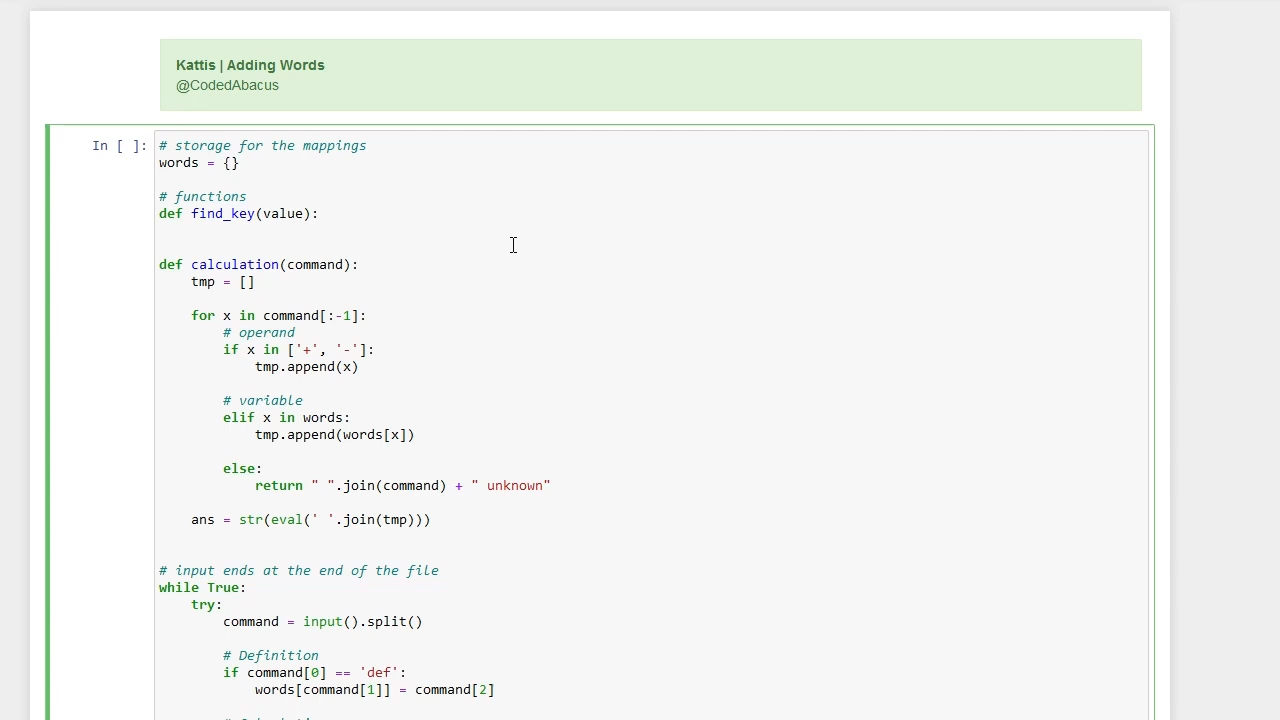 Kattis | Adding Words
@CodedAbacus
In [ ]:
# storage for the mappings
words = {}
# functions
def find_key(value):
def calculation(command):
    tmp = []
    for x in command[:-1]:
        # operand
        if x in ['+', '-']:
            tmp.append(x)
        # variable
        elif x in words:
            tmp.append(words[x])
        else:
            return " ".join(command) + " unknown"
    ans = str(eval(' '.join(tmp)))
# input ends at the end of the file
while True:
    try:
        command = input().split()
        # Definition
        if command[0] == 'def':
            words[command[1]] = command[2]